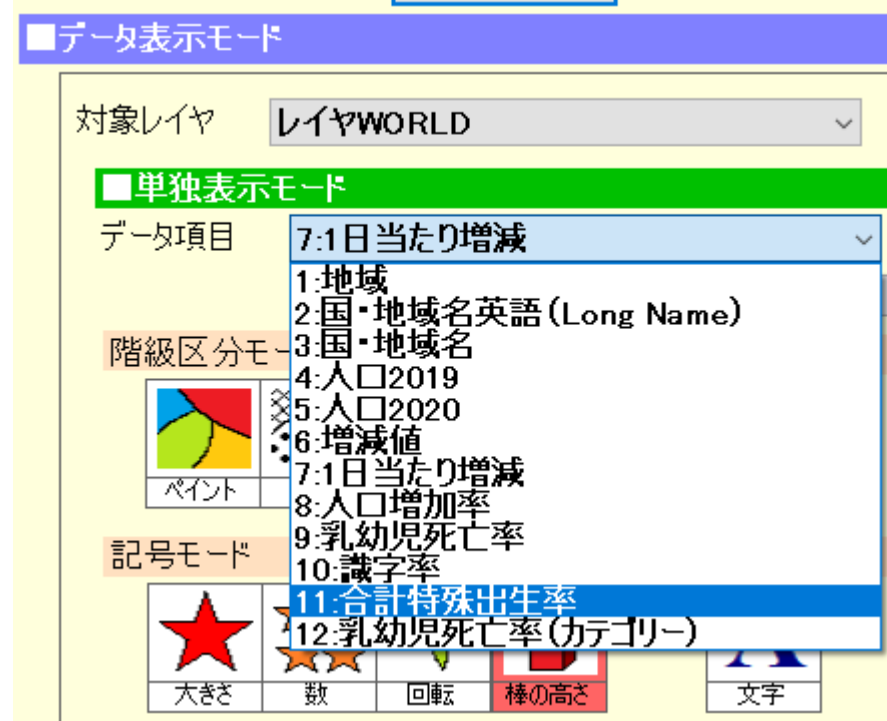 ■データ表示モード
対象レイヤ レイヤWORLD
■単独表示モード
データ項目 7:1日当たり増減
1:地域
2:国・地域名英語(Long Name)
3:国・地域名
4:人口2019
5:人口2020
6:増減値
7:1日当たり増減
8:人口増加率
9:乳幼児死亡率
10:識字率
11:合計特殊出生率
12:乳幼児死亡率(カテゴリー)
階級区分モー
ペイント
記号モード
大きさ 数 回転 棒の高さ 文字